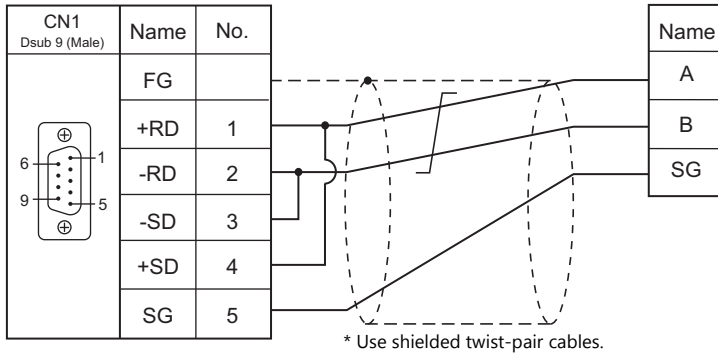 CN1
Dsub 9 (Male)
Name
No.
Name
FG
A
+RD
1
B
-RD
2
SG
-SD
3
+SD
4
SG
5
6
1
9
5
* Use shielded twist-pair cables.